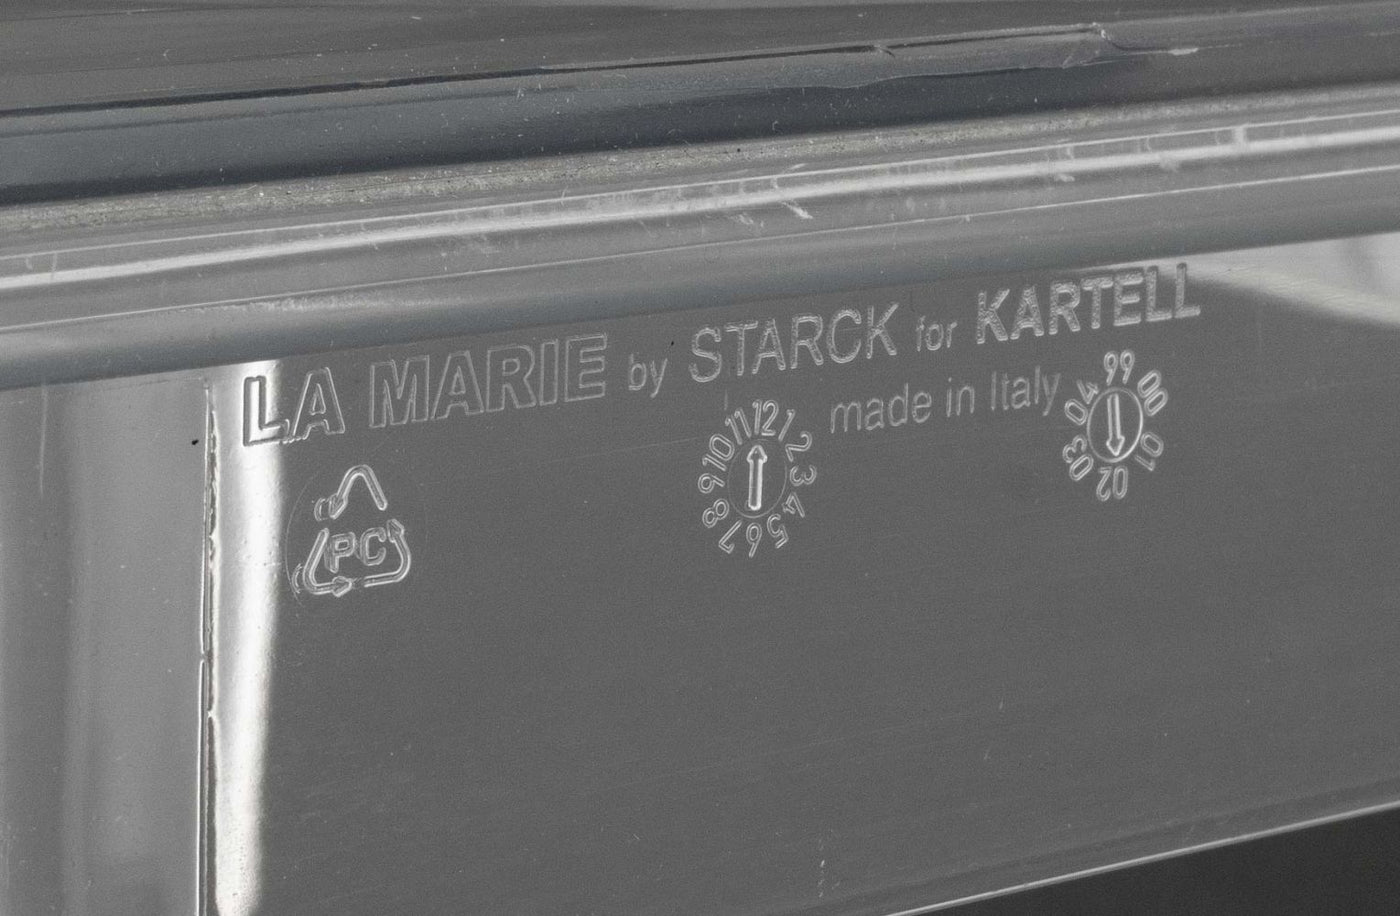 LA MARIE by STARCK for KARTELL
made in Italy
PC
12 1 2 3 4 5 6 7 8 9 10 11
99 00 01 02 03 04